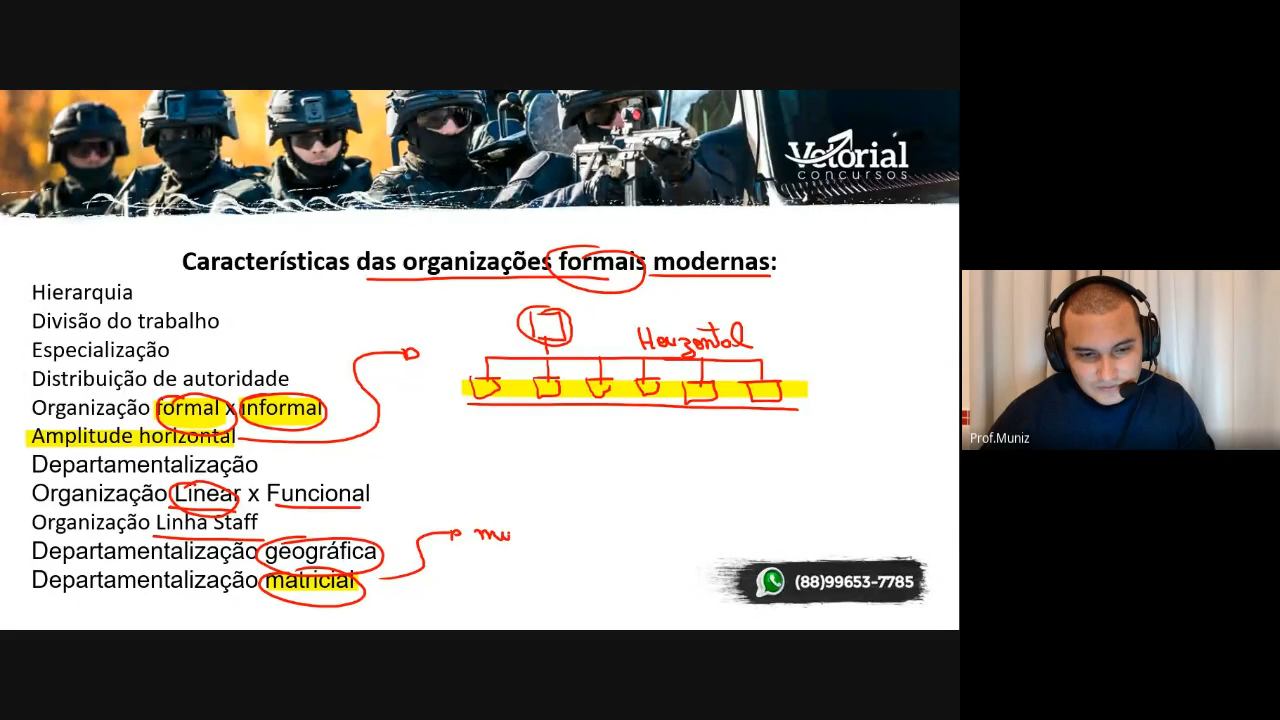 Vetorial
concursos
Características das organizações formais modernas:
Hierarquia
Divisão do trabalho
Especialização
Distribuição de autoridade
Organização formal x informal
Amplitude horizontal
Departamentalização
Organização Linear x Funcional
Organização Linha Staff
Departamentalização geográfica
Departamentalização matricial
Horizontal
(88)99653-7785
Prof.Muniz